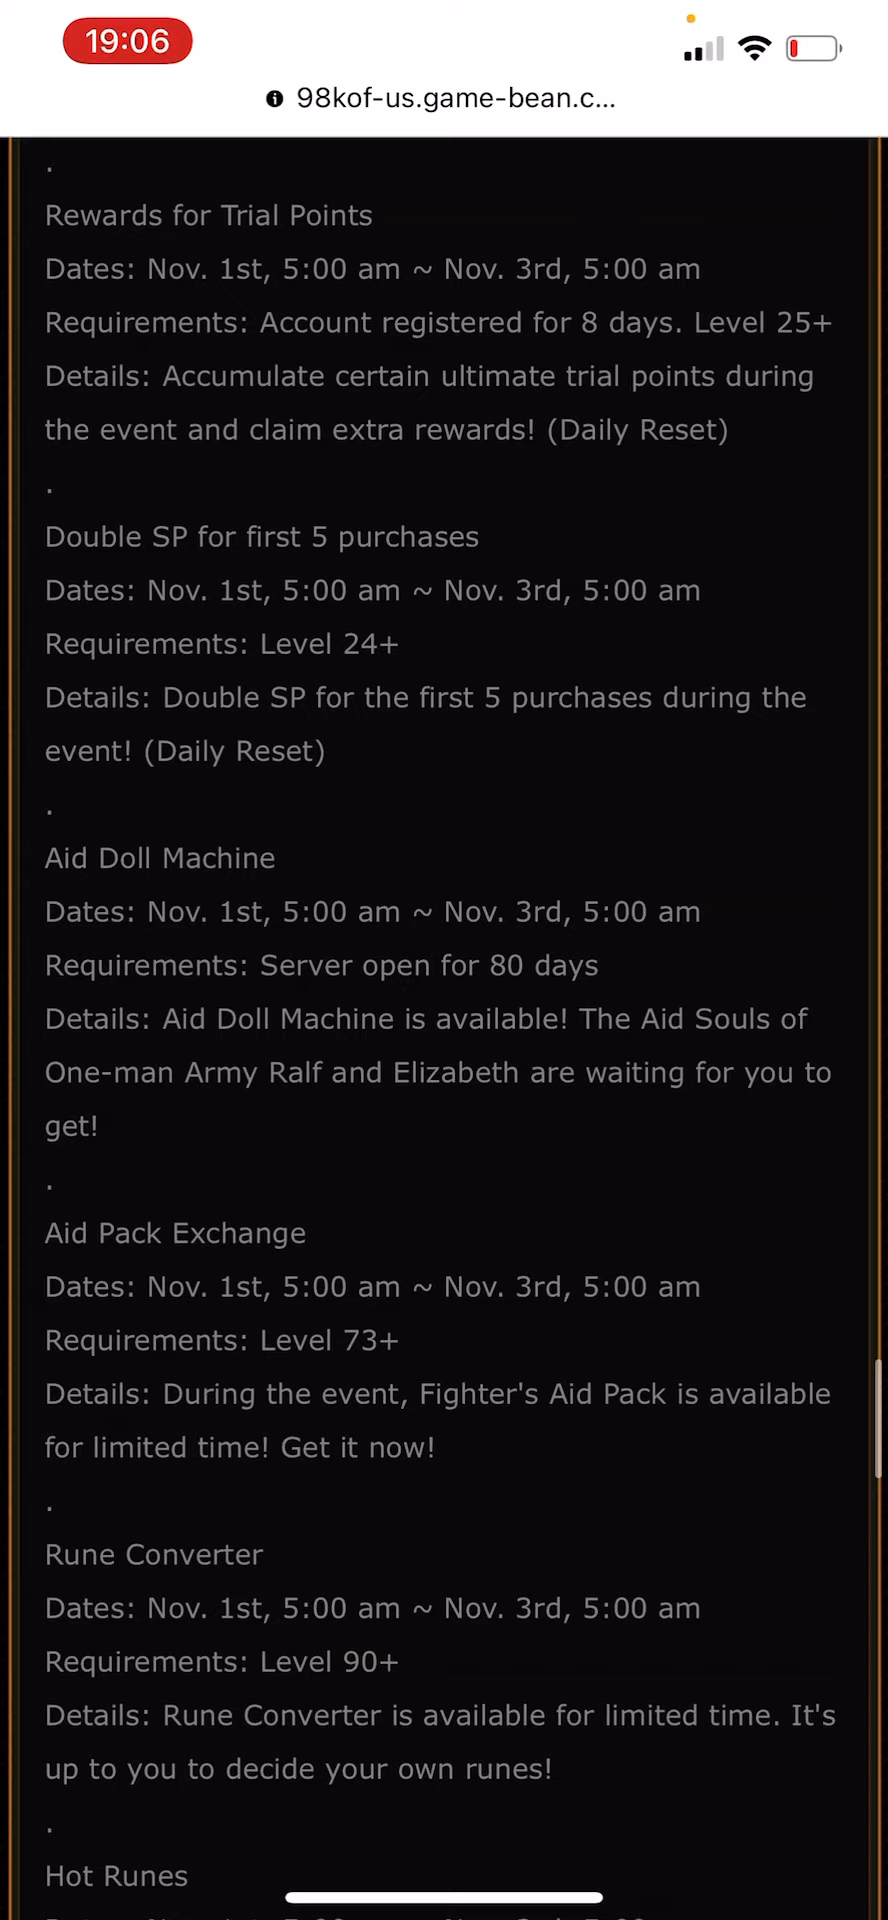 19:06
98kof-us.game-bean.c...
.
Rewards for Trial Points
Dates: Nov. 1st, 5:00 am ~ Nov. 3rd, 5:00 am
Requirements: Account registered for 8 days. Level 25+
Details: Accumulate certain ultimate trial points during
the event and claim extra rewards! (Daily Reset)
.
Double SP for first 5 purchases
Dates: Nov. 1st, 5:00 am ~ Nov. 3rd, 5:00 am
Requirements: Level 24+
Details: Double SP for the first 5 purchases during the
event! (Daily Reset)
.
Aid Doll Machine
Dates: Nov. 1st, 5:00 am ~ Nov. 3rd, 5:00 am
Requirements: Server open for 80 days
Details: Aid Doll Machine is available! The Aid Souls of
One-man Army Ralf and Elizabeth are waiting for you to
get!
.
Aid Pack Exchange
Dates: Nov. 1st, 5:00 am ~ Nov. 3rd, 5:00 am
Requirements: Level 73+
Details: During the event, Fighter's Aid Pack is available
for limited time! Get it now!
.
Rune Converter
Dates: Nov. 1st, 5:00 am ~ Nov. 3rd, 5:00 am
Requirements: Level 90+
Details: Rune Converter is available for limited time. It's
up to you to decide your own runes!
.
Hot Runes